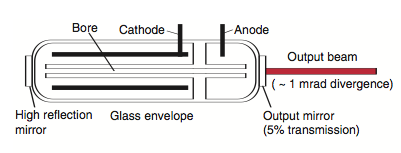 Bore
Cathode
Anode
Output beam
( ~ 1 mrad divergence)
High reflection
mirror
Glass envelope
Output mirror
(5% transmission)